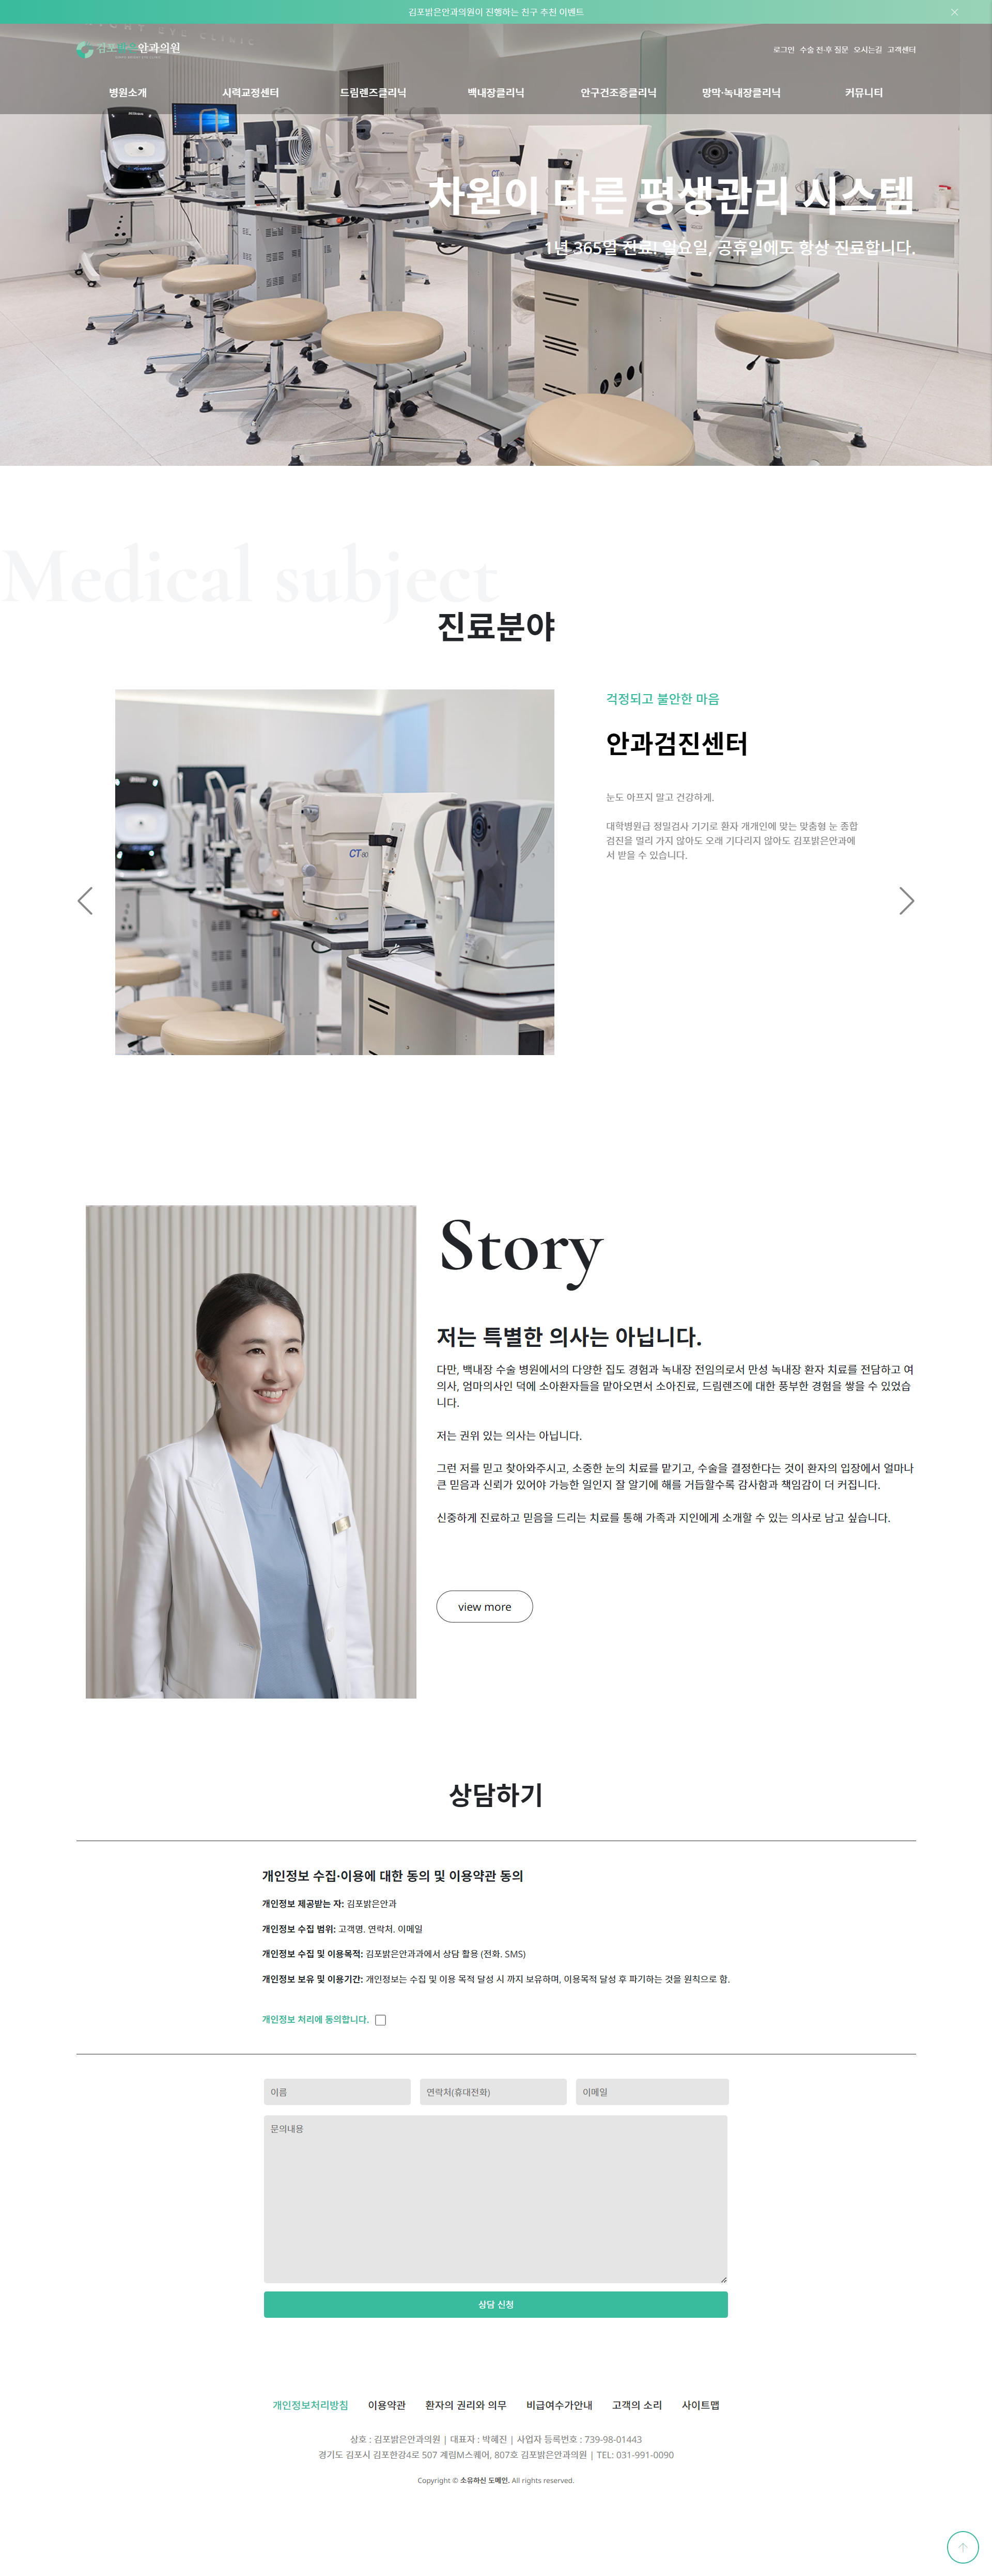 김포밝은안과의원이 진행하는 친구 추천 이벤트
김포밝은안과의원
로그인 수술 전·후 질문 오시는길 고객센터
병원소개 시력교정센터 드림렌즈클리닉 백내장클리닉 안구건조증클리닉 망막·녹내장클리닉 커뮤니티
차원이 다른 평생관리 시스템
1년 365일 진료! 일요일, 공휴일에도 항상 진료합니다.
Medical subject
진료분야
걱정되고 불안한 마음
안과검진센터
눈도 아프지 말고 건강하게.
대학병원급 정밀검사 기기로 환자 개개인에 맞는 맞춤형 눈 종합
검진을 멀리 가지 않아도 오래 기다리지 않아도 김포밝은안과에
서 받을 수 있습니다.
CT80
Story
저는 특별한 의사는 아닙니다.
다만, 백내장 수술 병원에서의 다양한 집도 경험과 녹내장 전임의로서 만성 녹내장 환자 치료를 전담하고 여
의사, 엄마의사인 덕에 소아환자들을 맡아오면서 소아진료, 드림렌즈에 대한 풍부한 경험을 쌓을 수 있었습
니다.
저는 권위 있는 의사는 아닙니다.
그런 저를 믿고 찾아와주시고, 소중한 눈의 치료를 맡기고, 수술을 결정한다는 것이 환자의 입장에서 얼마나
큰 믿음과 신뢰가 있어야 가능한 일인지 잘 알기에 해를 거듭할수록 감사함과 책임감이 더 커집니다.
신중하게 진료하고 믿음을 드리는 치료를 통해 가족과 지인에게 소개할 수 있는 의사로 남고 싶습니다.
view more
상담하기
개인정보 수집·이용에 대한 동의 및 이용약관 동의
개인정보 제공받는 자: 김포밝은안과
개인정보 수집 범위: 고객명. 연락처. 이메일
개인정보 수집 및 이용목적: 김포밝은안과과에서 상담 활용 (전화. SMS)
개인정보 보유 및 이용기간: 개인정보는 수집 및 이용 목적 달성 시 까지 보유하며, 이용목적 달성 후 파기하는 것을 원칙으로 함.
개인정보 처리에 동의합니다.
이름 연락처(휴대전화) 이메일
문의내용
상담 신청
개인정보처리방침 이용약관 환자의 권리와 의무 비급여수가안내 고객의 소리 사이트맵
상호 : 김포밝은안과의원 | 대표자 : 박혜진 | 사업자 등록번호 : 739-98-01443
경기도 김포시 김포한강4로 507 계림M스퀘어, 807호 김포밝은안과의원 | TEL: 031-991-0090
Copyright © 소유하신 도메인. All rights reserved.